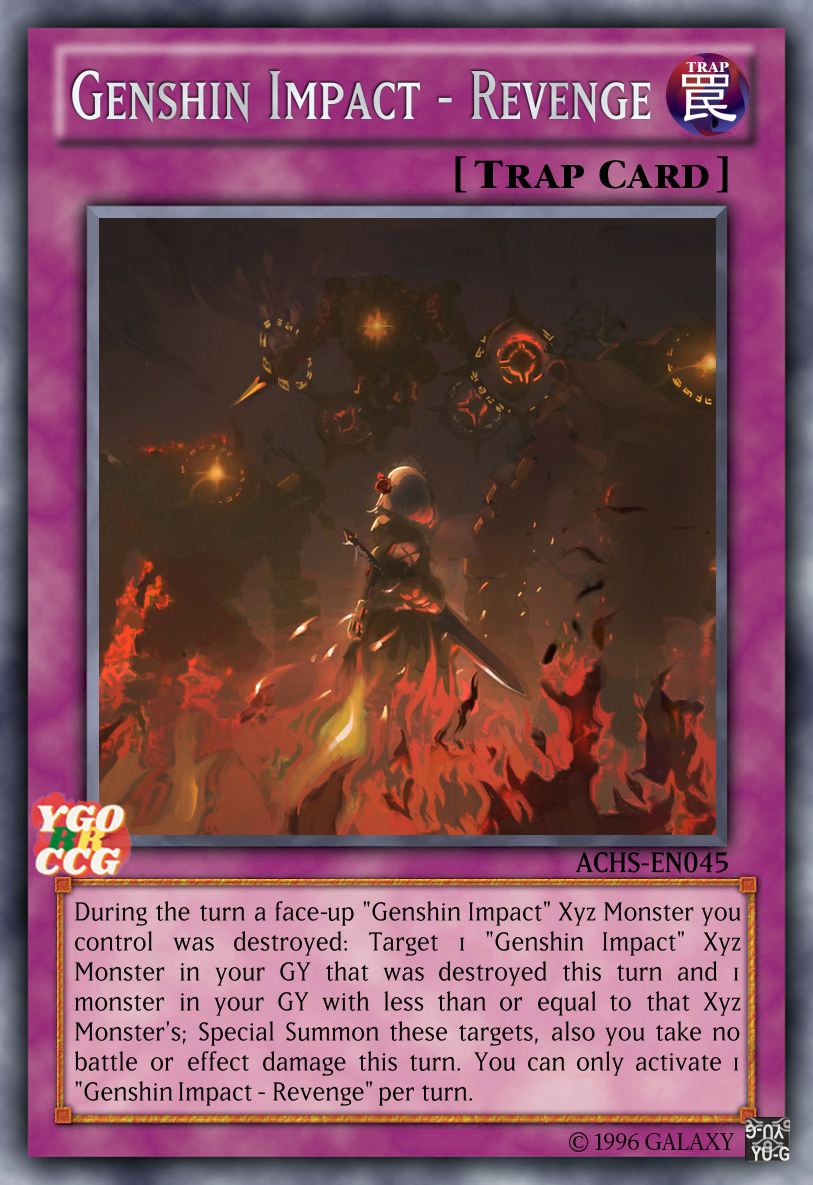 Genshin Impact - Revenge
TRAP
罠
[Trap Card]
YGO
CCG
ACHS-EN045
During the turn a face-up "Genshin Impact" Xyz Monster you
control was destroyed: Target 1 "Genshin Impact" Xyz
Monster in your GY that was destroyed this turn and 1
monster in your GY with less than or equal to that Xyz
Monster's; Special Summon these targets, also you take no
battle or effect damage this turn. You can only activate 1
"Genshin Impact - Revenge" per turn.
© 1996 GALAXY
YU-G